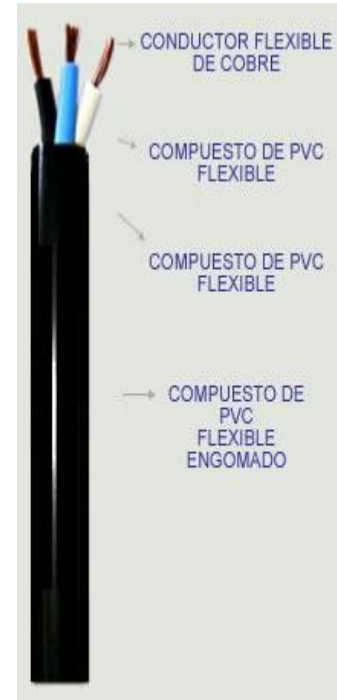 CONDUCTOR FLEXIBLE
DE COBRE
COMPUESTO DE PVC
FLEXIBLE
COMPUESTO DE PVC
FLEXIBLE
COMPUESTO DE
PVC
FLEXIBLE
ENGOMADO